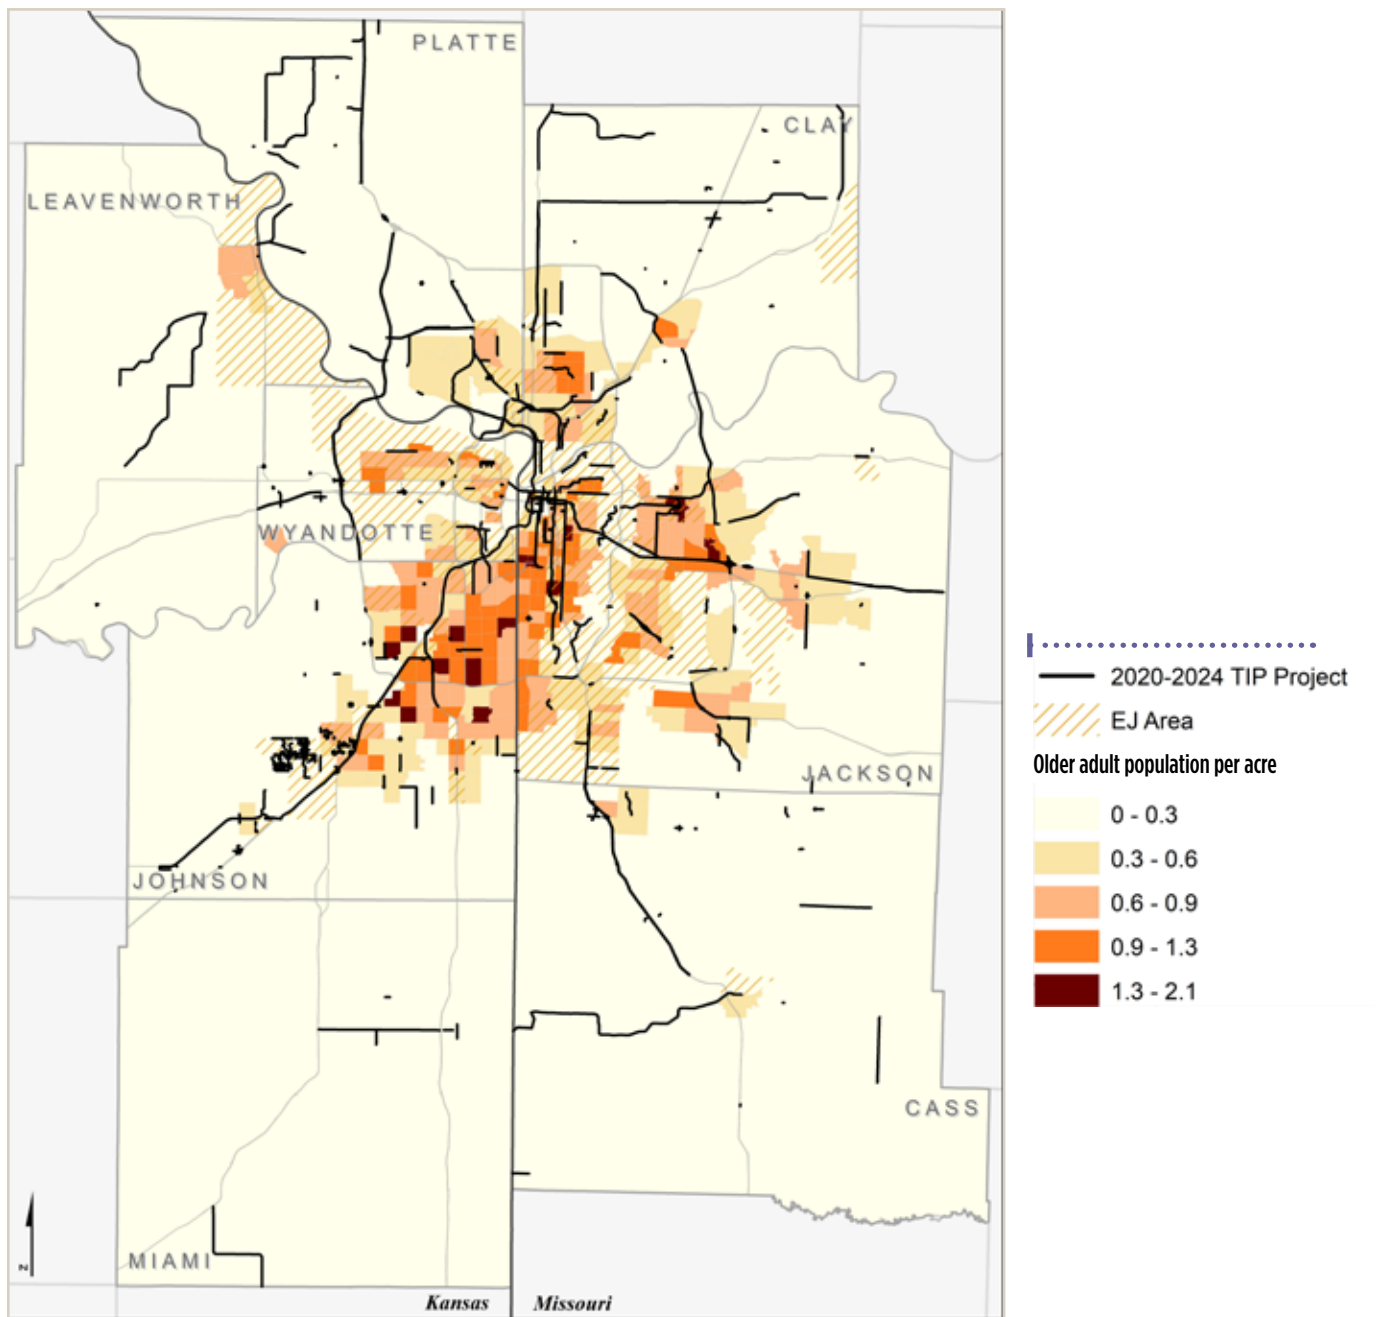 PLATTE
CLAY
LEAVENWORTH
WYANDOTTE
2020-2024 TIP Project
EJ Area
Older adult population per acre
JACKSON
0 - 0.3
0.3 - 0.6
JOHNSON
0.6 - 0.9
0.9 - 1.3
1.3 - 2.1
CASS
MIAMI
N
Kansas Missouri